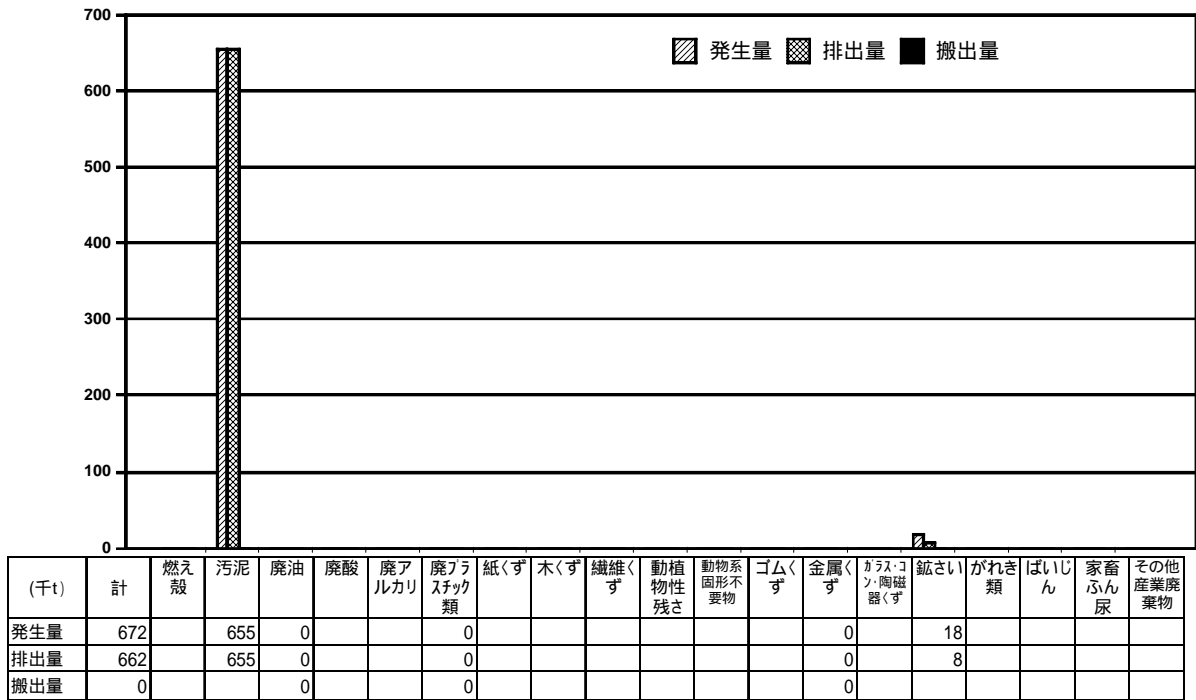 700
発生量 排出量 搬出量
600
500
400
300
200
100
0
(千t) 計 燃え殻 汚泥 廃油 廃酸 廃アルカリ 廃プラスチック類 紙くず 木くず 繊維くず 動植物性残さ 動物系固形不要物 ゴムくず 金属くず ガラス・コン・陶磁器くず 鉱さい がれき類 ばいじん 家畜ふん尿 その他産業廃棄物
発生量 672 655 0 0 0 18
排出量 662 655 0 0 0 8
搬出量 0 0 0 0